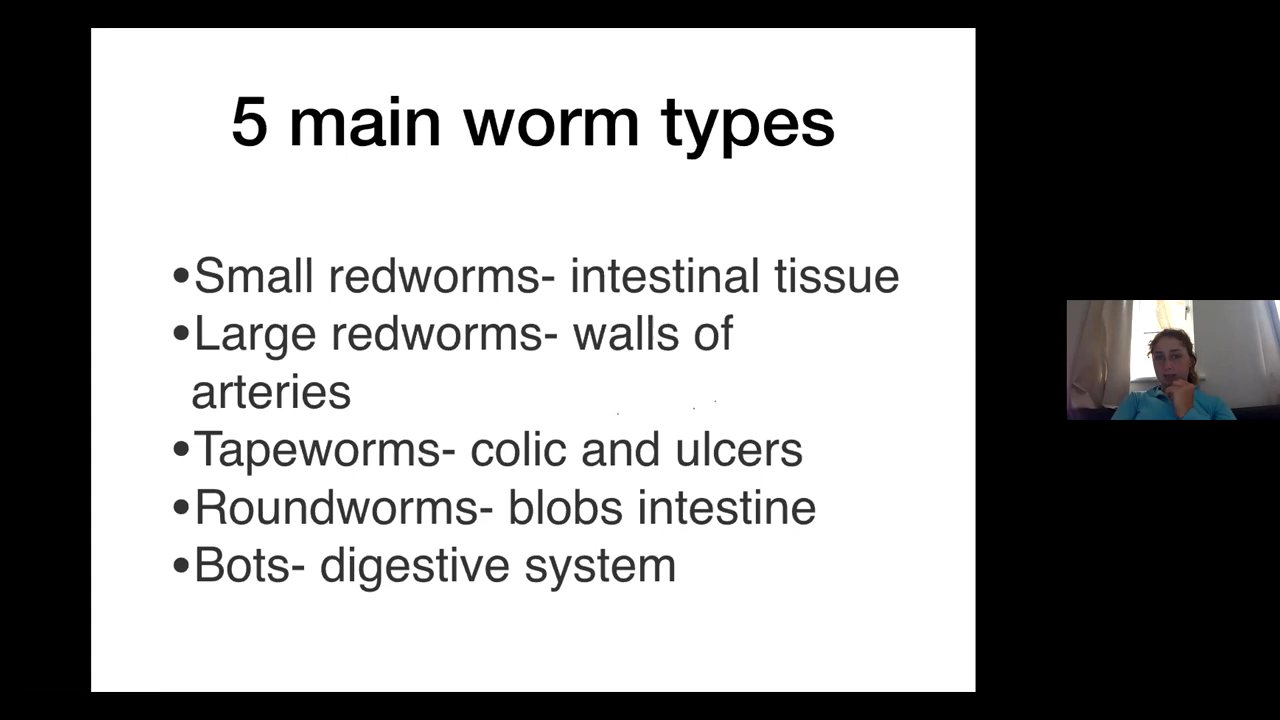 5 main worm types
•Small redworms- intestinal tissue
•Large redworms- walls of
arteries
•Tapeworms- colic and ulcers
•Roundworms- blobs intestine
•Bots- digestive system